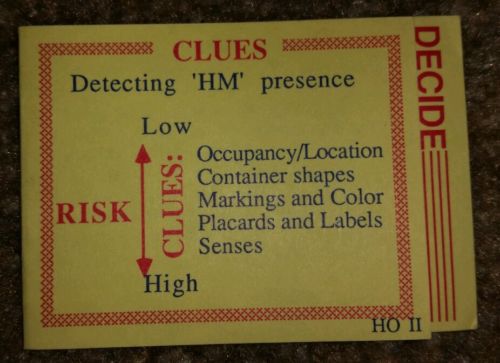 CLUES
Detecting 'HM' presence
Low
RISK
CLUES:
Occupancy/Location
Container shapes
Markings and Color
Placards and Labels
Senses
High
HO II
DECIDE